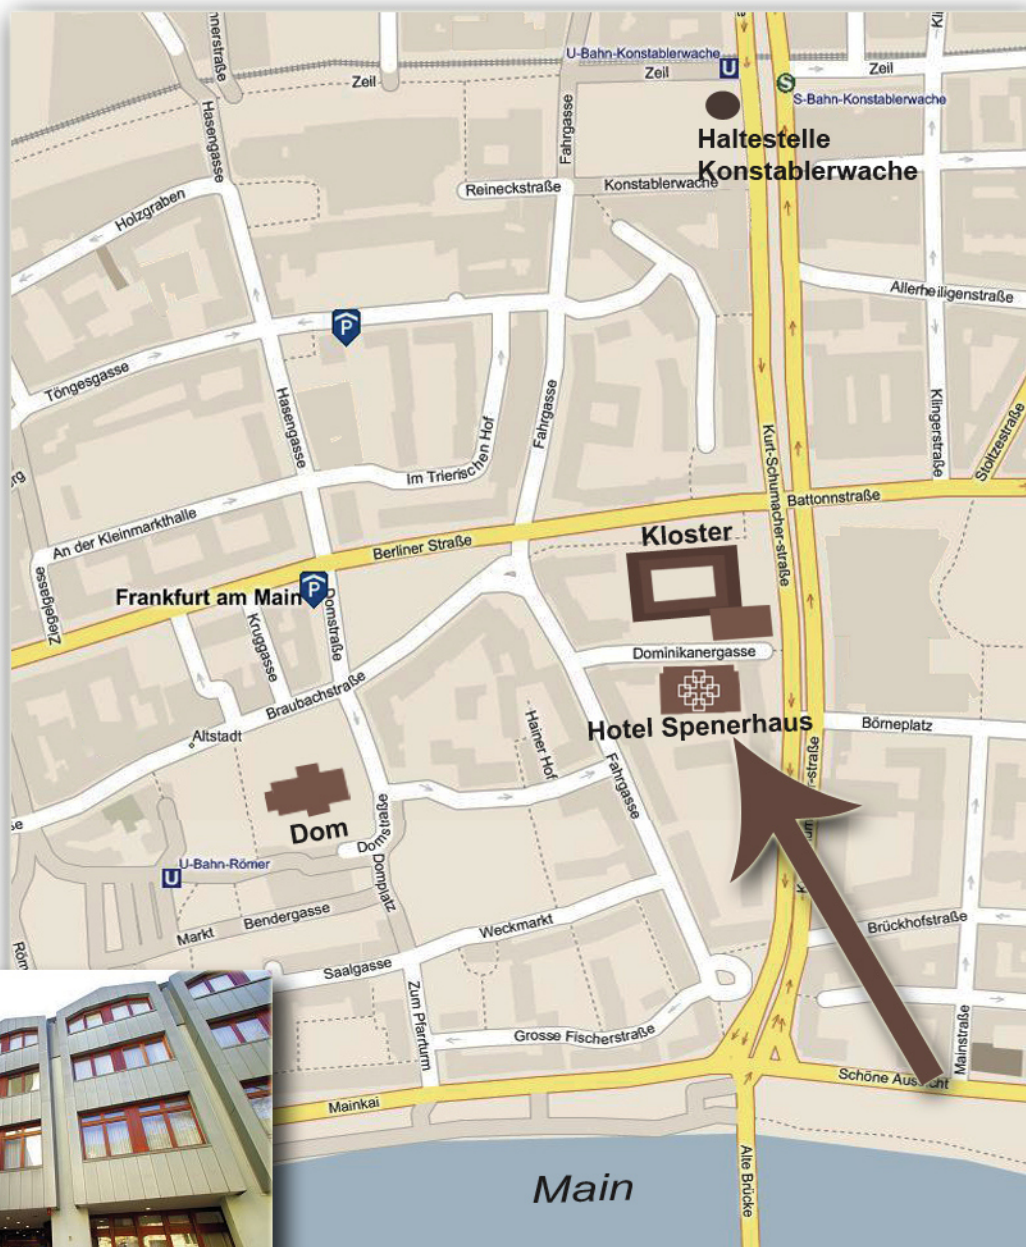 U-Bahn-Konstablerwache
U
Zeil
Zeil
Zeil
S
S-Bahn-Konstablerwache
Hasengasse
Fahrgasse
Haltestelle
Konstablerwache
Reineckstraße
Konstablerwache
Holzgraben
Allerheiligenstraße
P
Töngesgasse
Hasengasse
Fahrgasse
Klingerstraße
Stoltzestraße
Im Trierischen Hof
Kurt-Schumacher-straße
Battonnstraße
An der Kleinmarkthalle
Berliner Straße
Kloster
Ziegelgasse
Frankfurt am Main
P
Domstraße
Kruggasse
Dominikanergasse
Braubachstraße
Hotel Spenerhaus
Börneplatz
Altstadt
Hainer Hof
Fahrgasse
Dom
Domstraße
Domplatz
U-Bahn-Römer
U
Bendergasse
Markt
Weckmarkt
Brückhofstraße
Saalgasse
Zum Pfarrturm
Grosse Fischerstraße
Mainstraße
Schöne Aussicht
Mainkai
Main
Alte Brücke